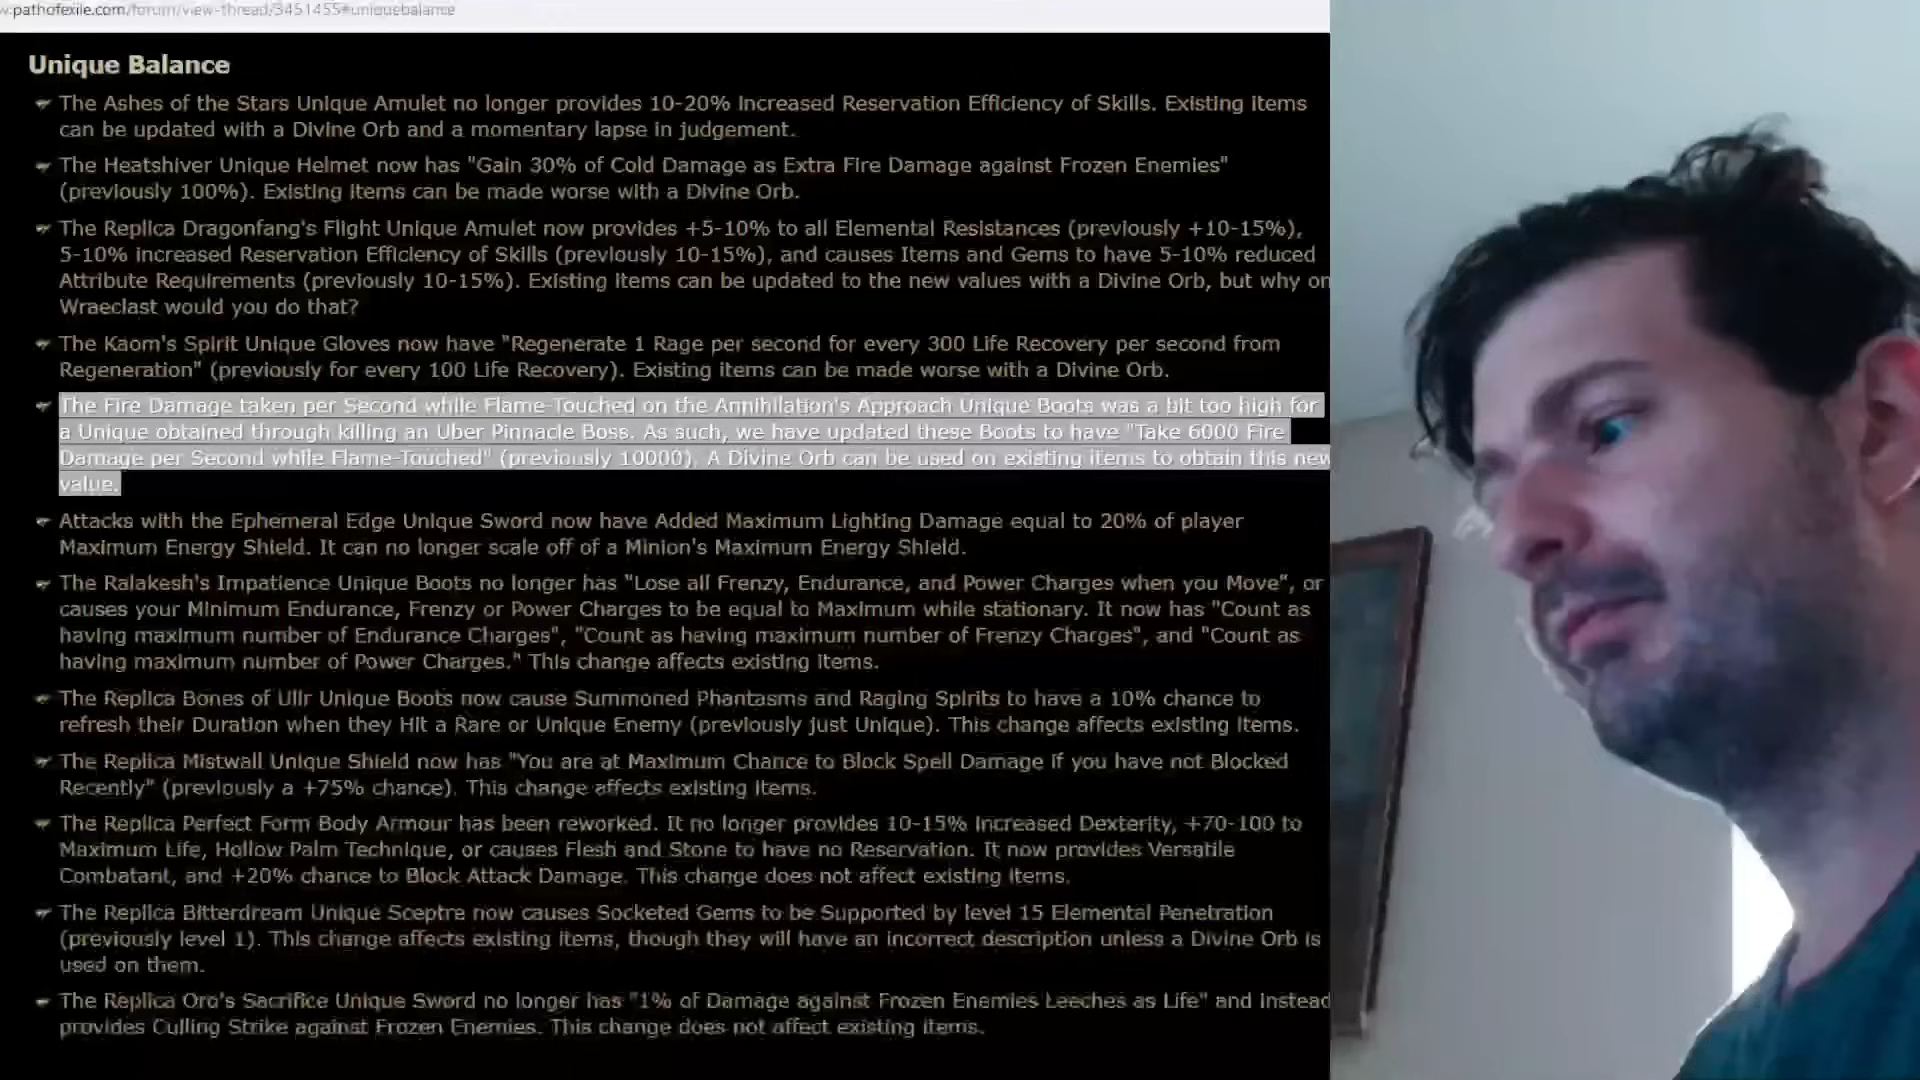 w.pathofexile.com/forum/view-thread/3451455#uniquebalance
Unique Balance
The Ashes of the Stars Unique Amulet no longer provides 10-20% Increased Reservation Efficiency of Skills. Existing Items
can be updated with a Divine Orb and a momentary lapse in judgement.
The Heatshiver Unique Helmet now has "Gain 30% of Cold Damage as Extra Fire Damage against Frozen Enemies"
(previously 100%). Existing Items can be made worse with a Divine Orb.
The Replica Dragonfang's Flight Unique Amulet now provides +5-10% to all Elemental Resistances (previously +10-15%),
5-10% increased Reservation Efficiency of Skills (previously 10-15%), and causes Items and Gems to have 5-10% reduced
Attribute Requirements (previously 10-15%). Existing Items can be updated to the new values with a Divine Orb, but why on
Wraeclast would you do that?
The Kaom's Spirit Unique Gloves now have "Regenerate 1 Rage per second for every 300 Life Recovery per second from
Regeneration" (previously for every 100 Life Recovery). Existing Items can be made worse with a Divine Orb.
The Fire Damage taken per Second while Flame-Touched on the Annihilation's Approach Unique Boots was a bit too high for
a Unique obtained through killing an Uber Pinnacle Boss. As such, we have updated these Boots to have "Take 6000 Fire
Damage per Second while Flame-Touched" (previously 10000). A Divine Orb can be used on existing items to obtain this new
value.
Attacks with the Ephemeral Edge Unique Sword now have Added Maximum Lighting Damage equal to 20% of player
Maximum Energy Shield. It can no longer scale off of a Minion's Maximum Energy Shield.
The Ralakesh's Impatience Unique Boots no longer has "Lose all Frenzy, Endurance, and Power Charges when you Move", or
causes your Minimum Endurance, Frenzy or Power Charges to be equal to Maximum while stationary. It now has "Count as
having maximum number of Endurance Charges", "Count as having maximum number of Frenzy Charges", and "Count as
having maximum number of Power Charges." This change affects existing Items.
The Replica Bones of Ullr Unique Boots now cause Summoned Phantasms and Raging Spirits to have a 10% chance to
refresh their Duration when they Hit a Rare or Unique Enemy (previously just Unique). This change affects existing Items.
The Replica Mistwall Unique Shield now has "You are at Maximum Chance to Block Spell Damage if you have not Blocked
Recently" (previously a +75% chance). This change affects existing Items.
The Replica Perfect Form Body Armour has been reworked. It no longer provides 10-15% Increased Dexterity, +70-100 to
Maximum Life, Hollow Palm Technique, or causes Flesh and Stone to have no Reservation. It now provides Versatile
Combatant, and +20% chance to Block Attack Damage. This change does not affect existing Items.
The Replica Bitterdream Unique Sceptre now causes Socketed Gems to be Supported by level 15 Elemental Penetration
(previously level 1). This change affects existing Items, though they will have an incorrect description unless a Divine Orb is
used on them.
The Replica Oro's Sacrifice Unique Sword no longer has "1% of Damage against Frozen Enemies Leeches as Life" and instead
provides Culling Strike against Frozen Enemies. This change does not affect existing Items.